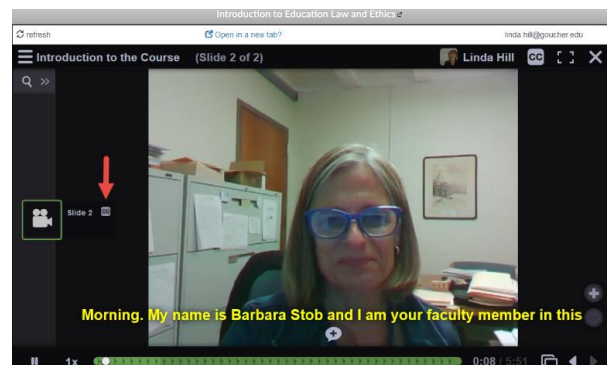 Introduction to Education Law and Ethics
refresh Open in a new tab? linda.hill@goucher.edu
Introduction to the Course (Slide 2 of 2) Linda Hill CC
Slide 2 CC
Morning. My name is Barbara Stob and I am your faculty member in this
1x 0:08 / 5:51